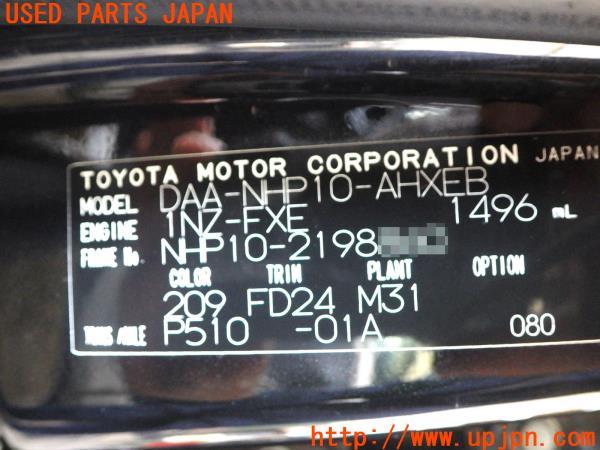 USED PARTS JAPAN
TOYOTA MOTOR CORPORATION JAPAN
MODEL DAA-NHP10-AHXEB
ENGINE 1NZ-FXE 1496 mL
FRAME No NHP10-2198
COLOR TRIM PLANT OPTION
209 FD24 M31
TRANS/AXLE P510 -01A 080
http://www.upjpn.com/